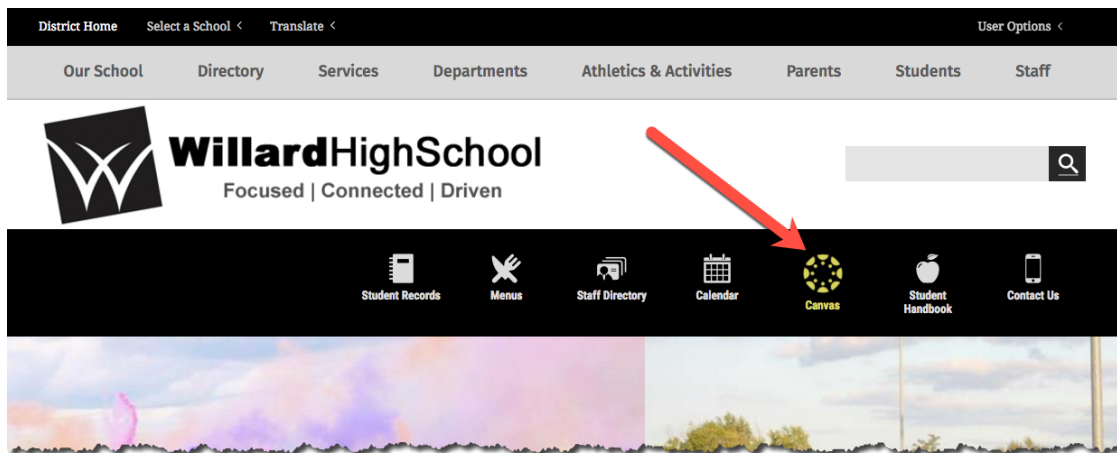 District Home Select a School < Translate < User Options <
Our School Directory Services Departments Athletics & Activities Parents Students Staff
WillardHighSchool
Focused | Connected | Driven
Student Records Menus Staff Directory Calendar Canvas Student Handbook Contact Us